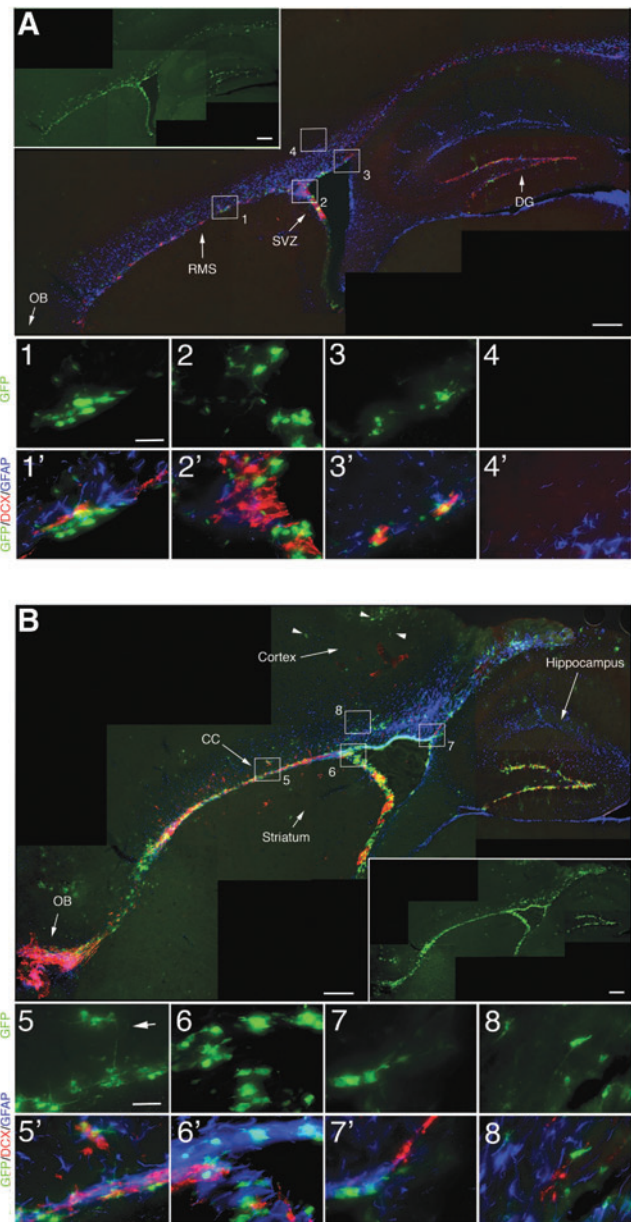 A
4
3
2
1
DG
SVZ
RMS
OB
GFP
1
2
3
4
GFP/DCX/GFAP
1'
2'
3'
4'
B
Cortex
Hippocampus
8
CC
7
6
5
Striatum
OB
GFP
5
6
7
8
GFP/DCX/GFAP
5'
6'
7'
8'